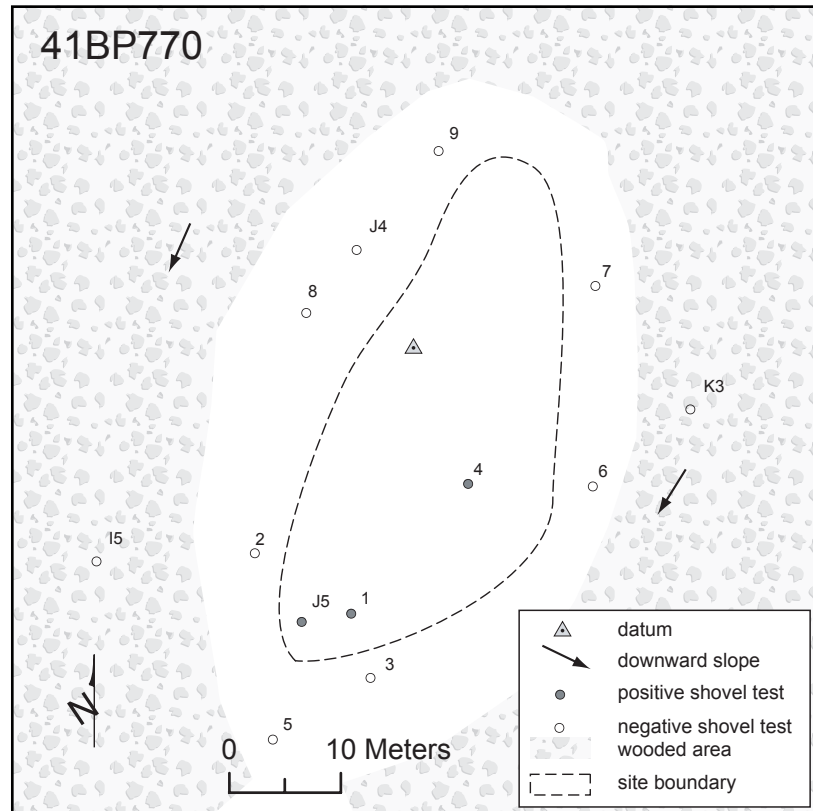 41BP770
9
J4
7
8
K3
4
6
2
I5
J5
1
3
5
N
0 10 Meters
datum
downward slope
positive shovel test
negative shovel test
wooded area
site boundary